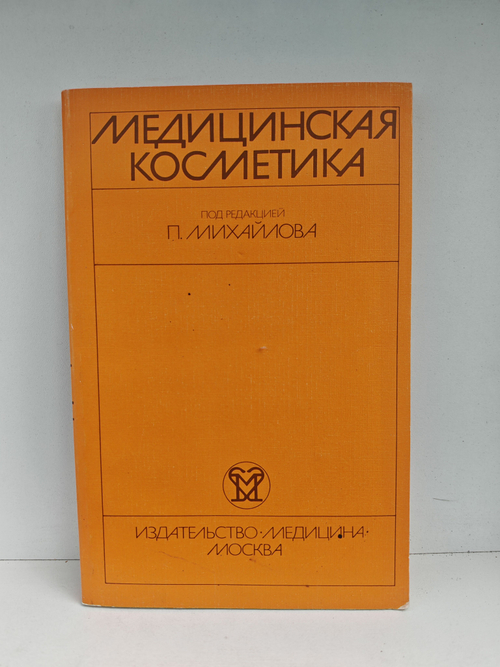 МЕДИЦИНСКАЯ
КОСМЕТИКА
ПОД РЕДАКЦИЕЙ
П. МИХАЙЛОВА
М
ИЗДАТЕЛЬСТВО·МЕДИЦИНА·
МОСКВА